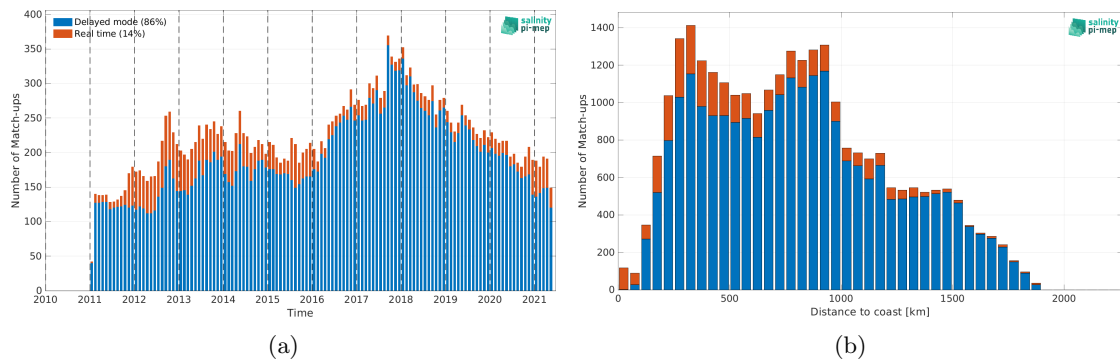 Delayed mode (86%)
Real time (14%)
salinity
pi-mep
Number of Match-ups
400
350
300
250
200
150
100
50
0
2010 2011 2012 2013 2014 2015 2016 2017 2018 2019 2020 2021
Time
(a)
salinity
pi-mep
Number of Match-ups
1400
1200
1000
800
600
400
200
0
0 500 1000 1500 2000
Distance to coast [km]
(b)